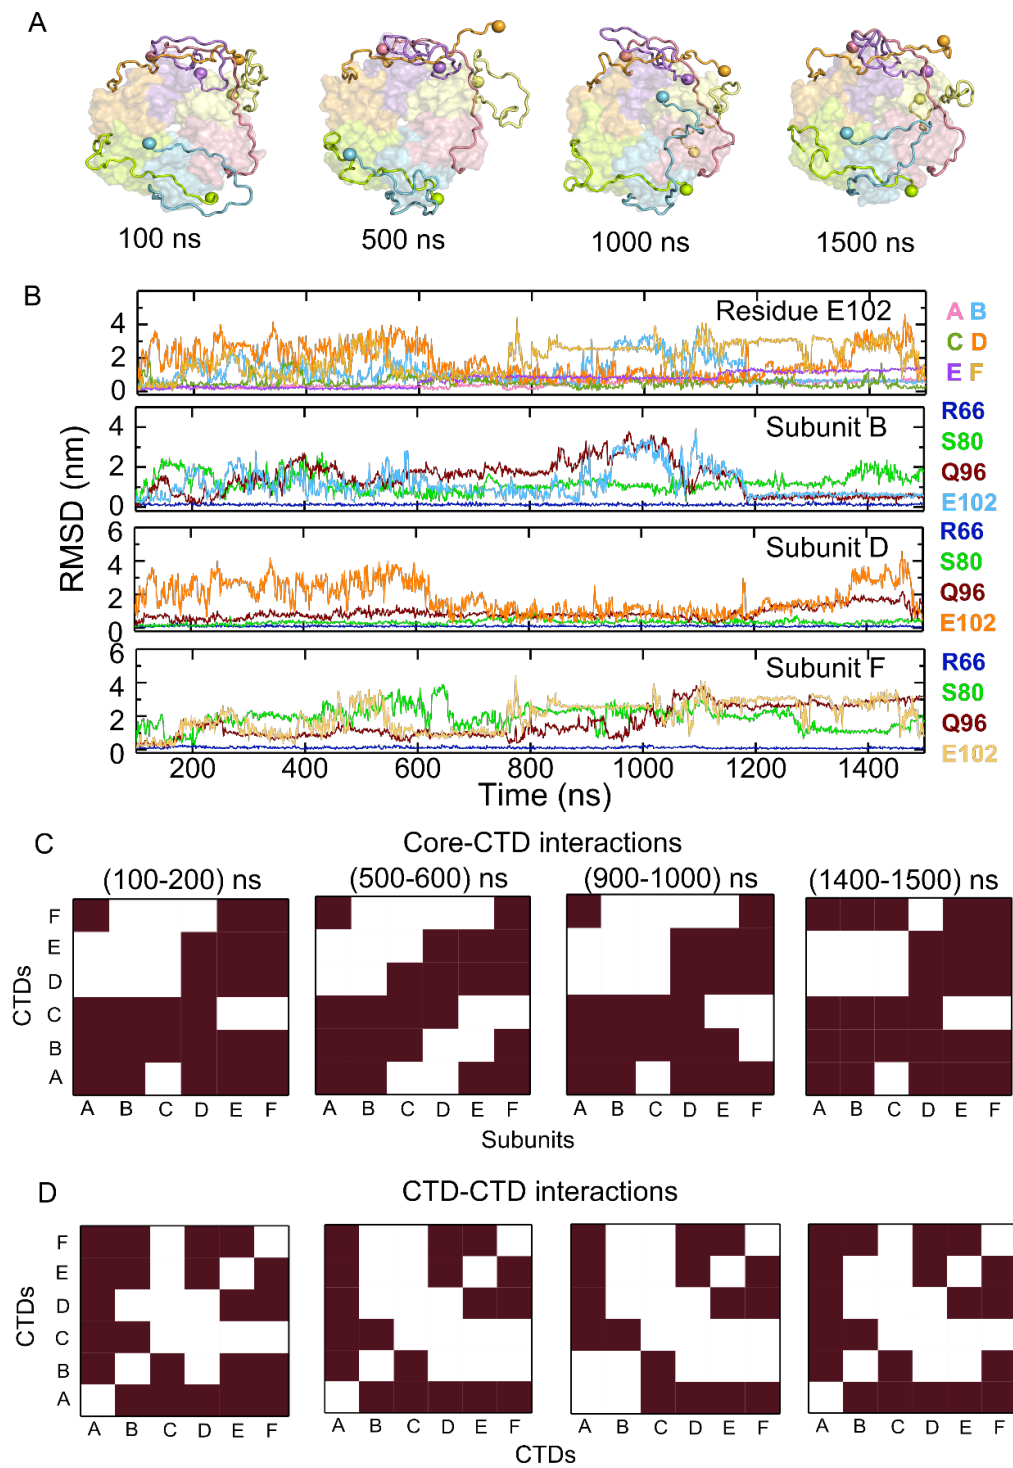 A
100 ns
500 ns
1000 ns
1500 ns
B
Residue E102
A B
C D
E F
4
2
0
Subunit B
R66
S80
Q96
E102
4
2
0
Subunit D
R66
S80
Q96
E102
6
4
2
0
Subunit F
R66
S80
Q96
E102
6
4
2
0
RMSD (nm)
200 400 600 800 1000 1200 1400
Time (ns)
C
Core-CTD interactions
(100-200) ns (500-600) ns (900-1000) ns (1400-1500) ns
F
E
D
C
B
A
CTDs
A B C D E F A B C D E F A B C D E F A B C D E F
Subunits
D
CTD-CTD interactions
F
E
D
C
B
A
CTDs
A B C D E F A B C D E F A B C D E F A B C D E F
CTDs